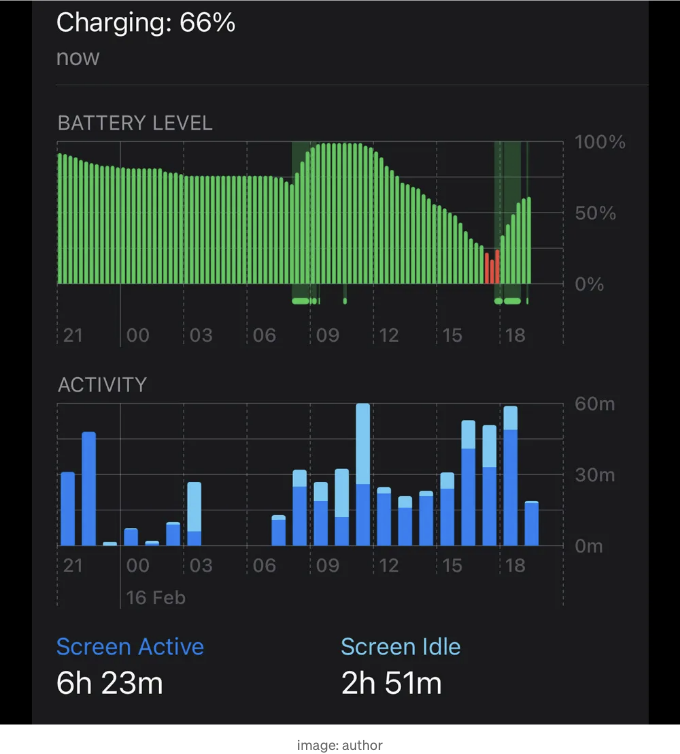 Charging: 66%
now
BATTERY LEVEL
100%
50%
0%
21 00 03 06 09 12 15 18
ACTIVITY
60m
30m
0m
21 00 03 06 09 12 15 18
16 Feb
Screen Active Screen Idle
6h 23m 2h 51m
image: author